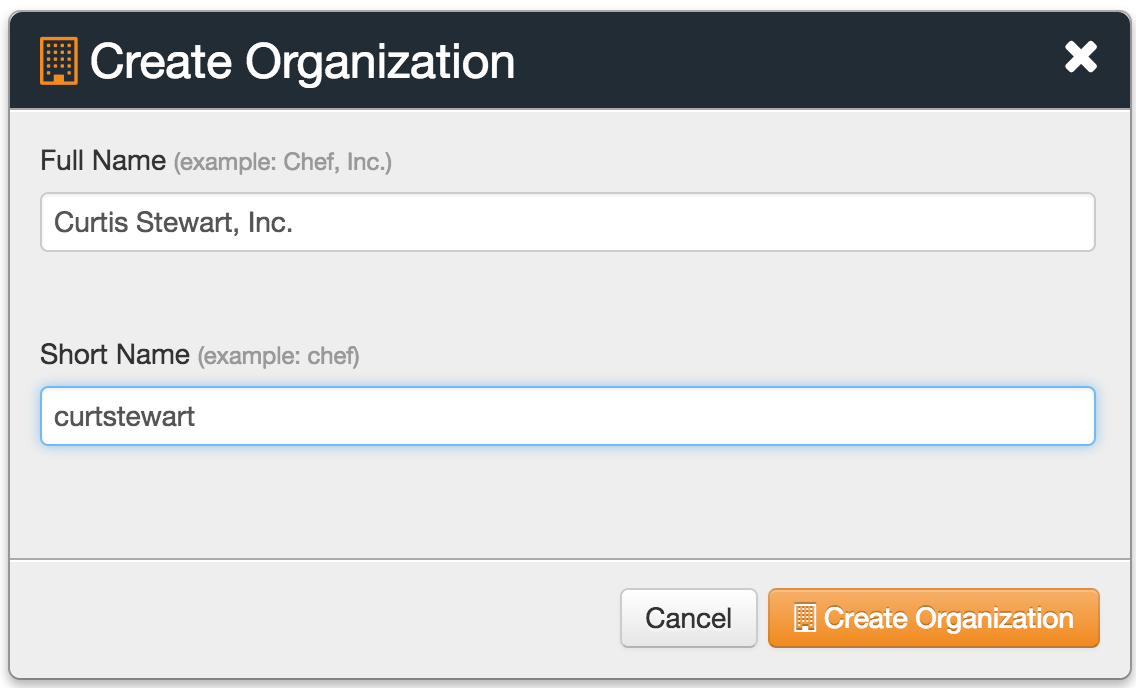 Create Organization
Full Name (example: Chef, Inc.)
Curtis Stewart, Inc.
Short Name (example: chef)
curtstewart
Cancel
Create Organization